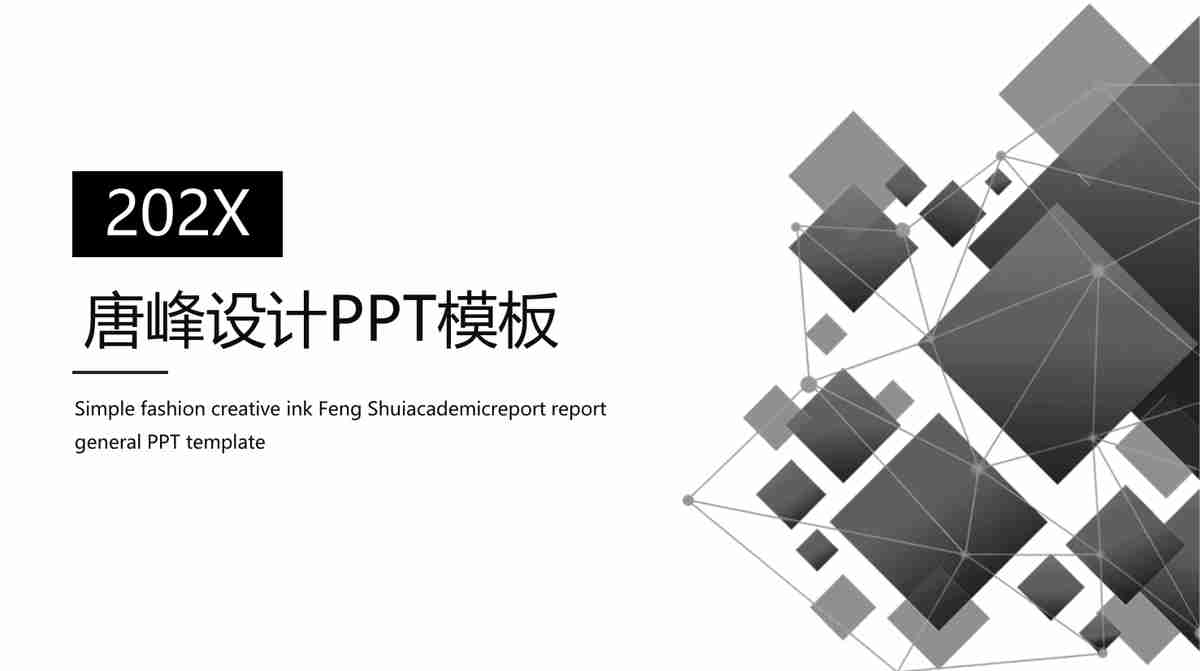 202X
唐峰设计PPT模板
Simple fashion creative ink Feng Shuiacademicreport report
general PPT template